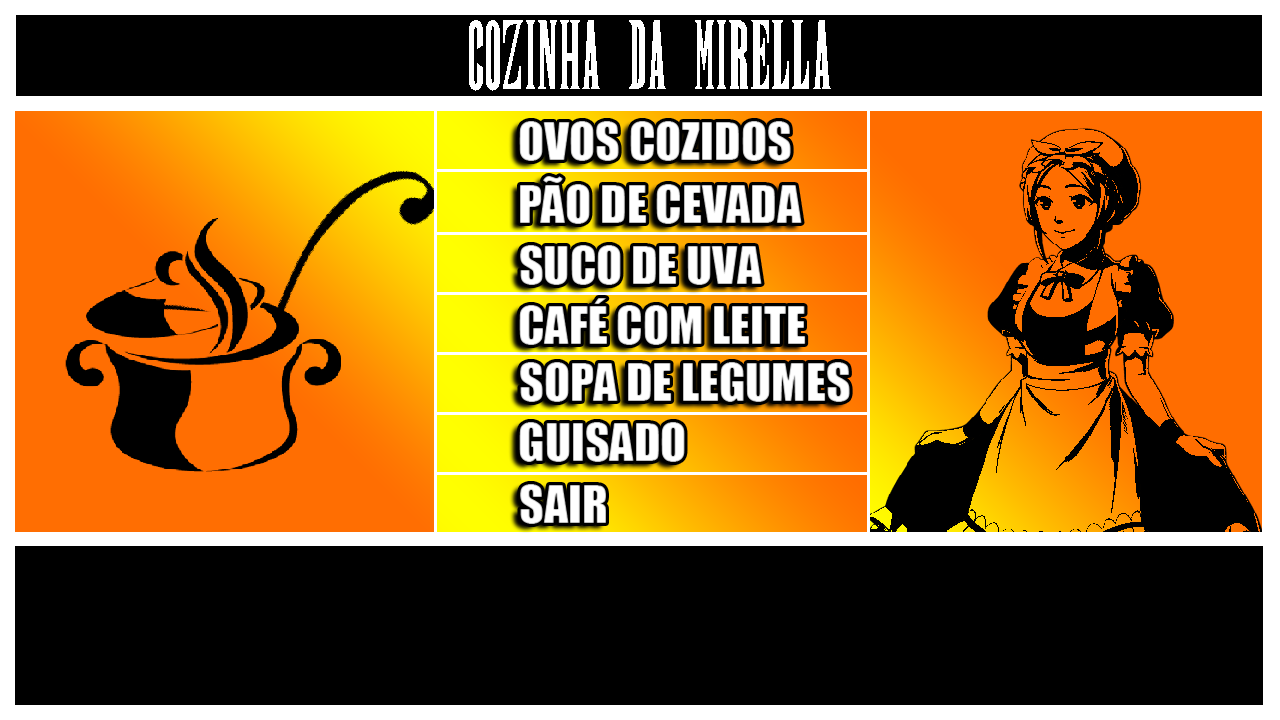 COZINHA DA MIRELLA
OVOS COZIDOS
PÃO DE CEVADA
SUCO DE UVA
CAFÉ COM LEITE
SOPA DE LEGUMES
GUISADO
SAIR